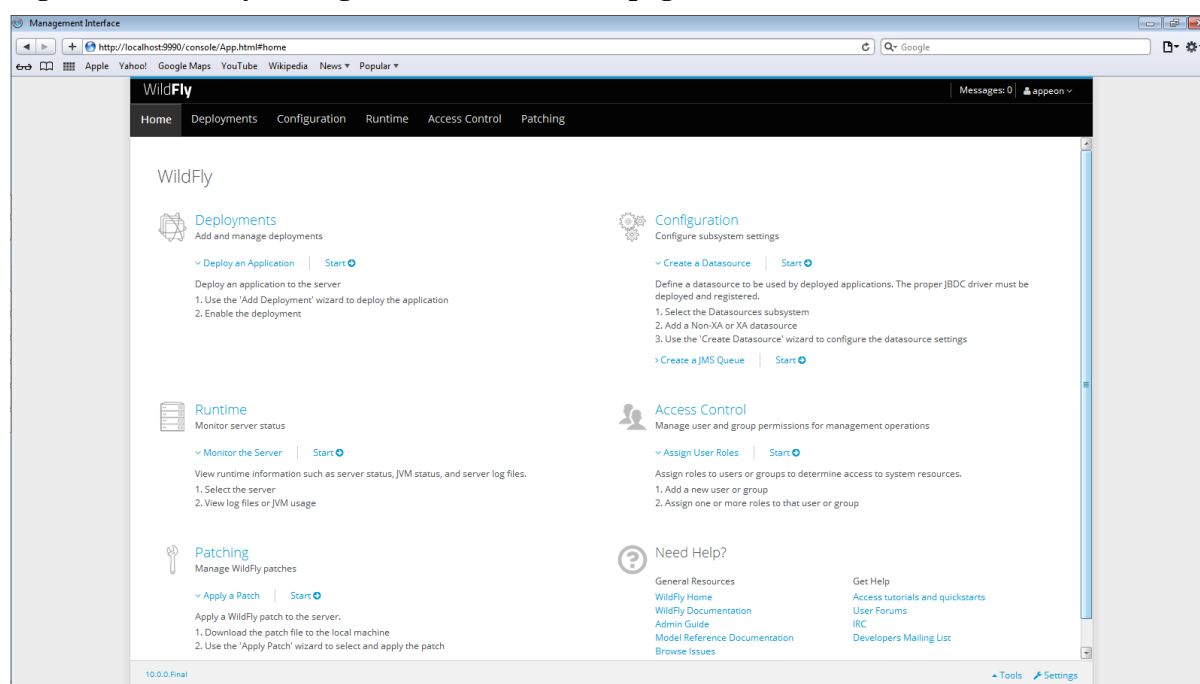 Management Interface
http://localhost:9990/console/App.html#home
Google
Apple Yahoo! Google Maps YouTube Wikipedia News Popular
WildFly
Messages: 0 appeon
Home Deployments Configuration Runtime Access Control Patching
WildFly
Deployments
Add and manage deployments
Deploy an Application Start
Deploy an application to the server
1. Use the 'Add Deployment' wizard to deploy the application
2. Enable the deployment
Configuration
Configure subsystem settings
Create a Datasource Start
Define a datasource to be used by deployed applications. The proper JBDC driver must be
deployed and registered.
1. Select the Datasources subsystem
2. Add a Non-XA or XA datasource
3. Use the 'Create Datasource' wizard to configure the datasource settings
Create a JMS Queue Start
Runtime
Monitor server status
Monitor the Server Start
View runtime information such as server status, JVM status, and server log files.
1. Select the server
2. View log files or JVM usage
Access Control
Manage user and group permissions for management operations
Assign User Roles Start
Assign roles to users or groups to determine access to system resources.
1. Add a new user or group
2. Assign one or more roles to that user or group
Patching
Manage WildFly patches
Apply a Patch Start
Apply a WildFly patch to the server.
1. Download the patch file to the local machine
2. Use the 'Apply Patch' wizard to select and apply the patch
Need Help?
General Resources
WildFly Home
WildFly Documentation
Admin Guide
Model Reference Documentation
Browse Issues
Get Help
Access tutorials and quickstarts
User Forums
IRC
Developers Mailing List
10.0.0.Final
Tools Settings